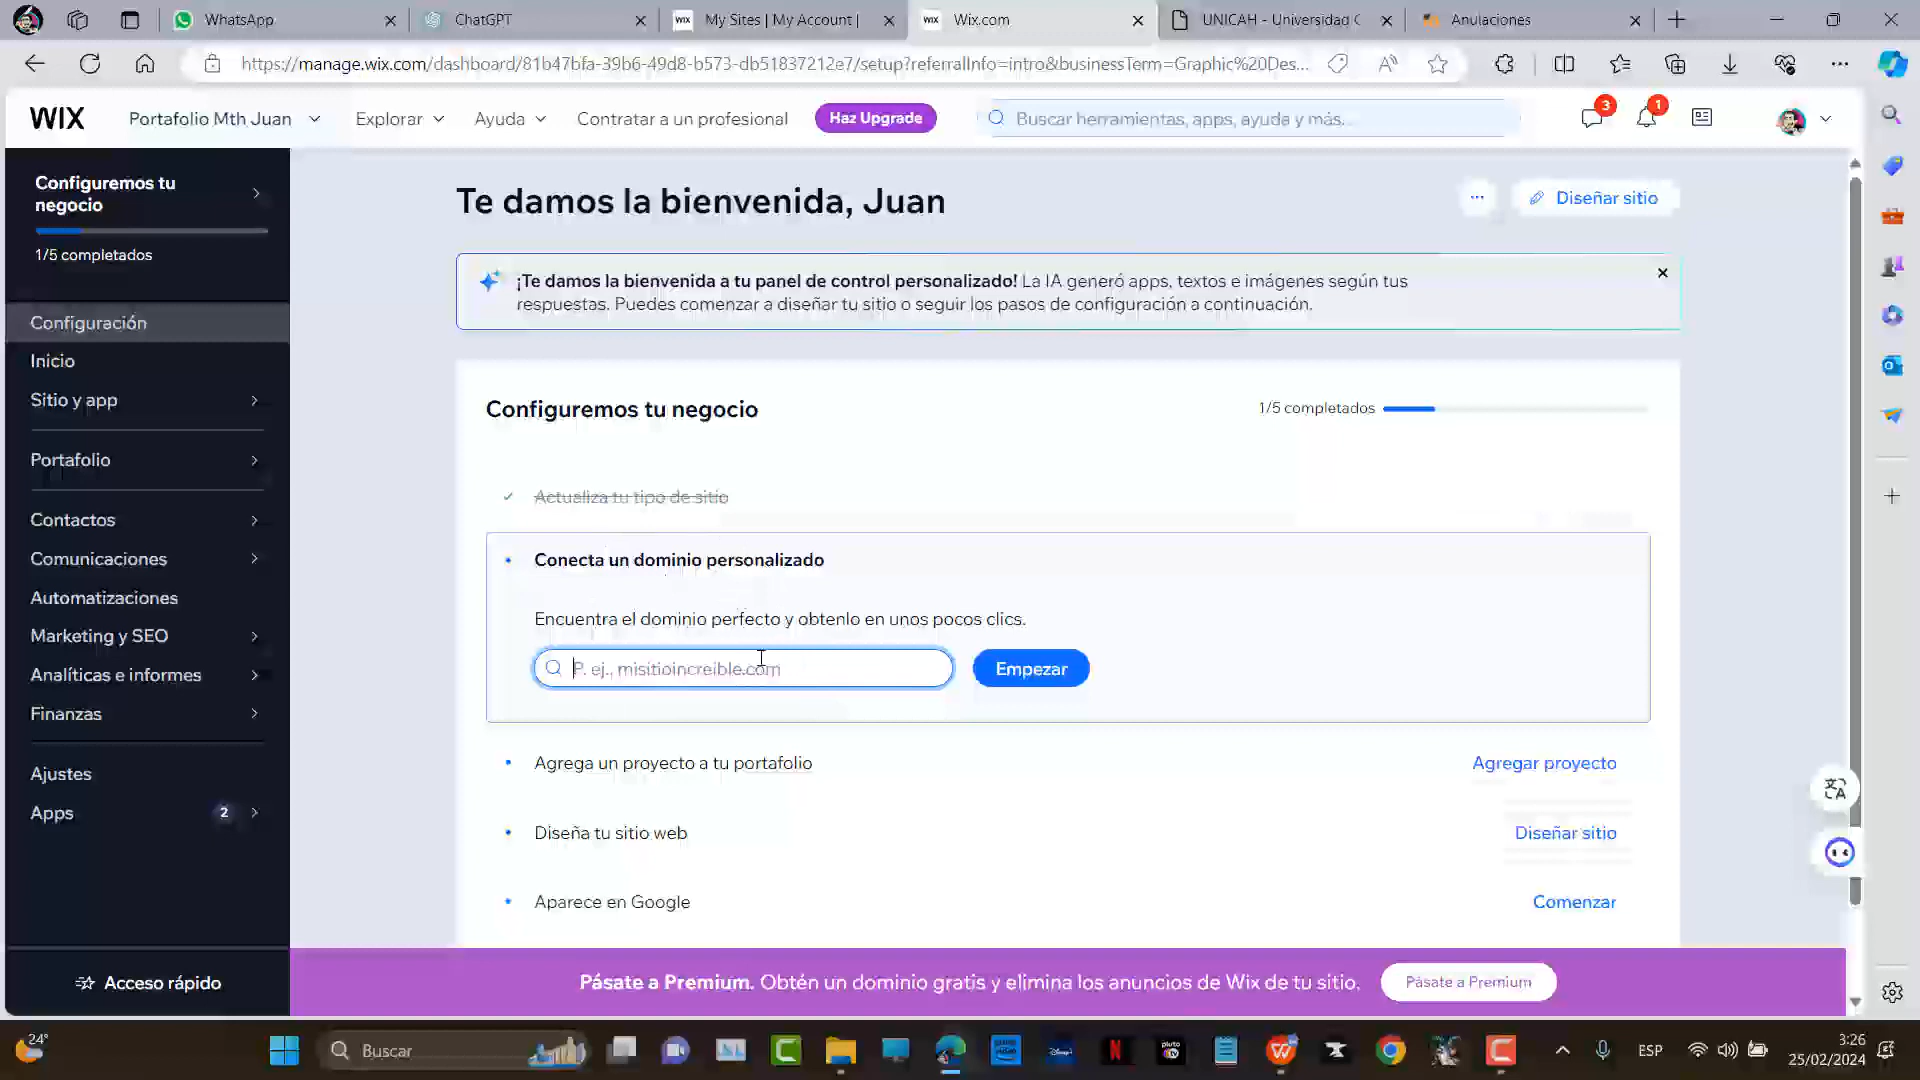 WhatsApp
ChatGPT
My Sites | My Account |
Wix.com
UNICAH - Universidad C
Anulaciones
https://manage.wix.com/dashboard/81b47bfa-39b6-49d8-b573-db51837212e7/setup?referralInfo=intro&businessTerm=Graphic%20Des...
WIX
Portafolio Mth Juan
Explorar
Ayuda
Contratar a un profesional
Haz Upgrade
Buscar herramientas, apps, ayuda y más...
3
1
Configuremos tu
negocio
1/5 completados
Configuración
Inicio
Sitio y app
Portafolio
Contactos
Comunicaciones
Automatizaciones
Marketing y SEO
Analíticas e informes
Finanzas
Ajustes
Apps
2
Acceso rápido
Te damos la bienvenida, Juan
Diseñar sitio
¡Te damos la bienvenida a tu panel de control personalizado! La IA generó apps, textos e imágenes según tus
respuestas. Puedes comenzar a diseñar tu sitio o seguir los pasos de configuración a continuación.
Configuremos tu negocio
1/5 completados
Actualiza tu tipo de sitio
Conecta un dominio personalizado
Encuentra el dominio perfecto y obtenlo en unos pocos clics.
P. ej., misitioincreible.com
Empezar
Agrega un proyecto a tu portafolio
Agregar proyecto
Diseña tu sitio web
Diseñar sitio
Aparece en Google
Comenzar
Pásate a Premium. Obtén un dominio gratis y elimina los anuncios de Wix de tu sitio.
Pásate a Premium
24°
Buscar
ESP
3:26
25/02/2024